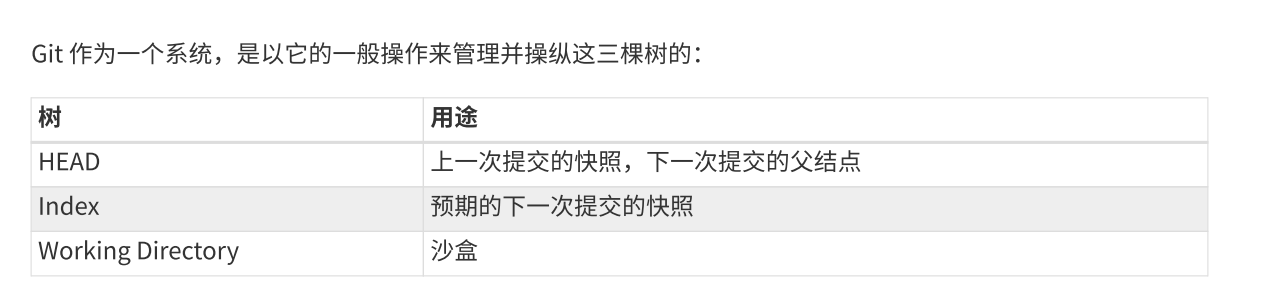 Git 作为一个系统，是以它的一般操作来管理并操纵这三棵树的：
树 用途
HEAD 上一次提交的快照，下一次提交的父结点
Index 预期的下一次提交的快照
Working Directory 沙盒